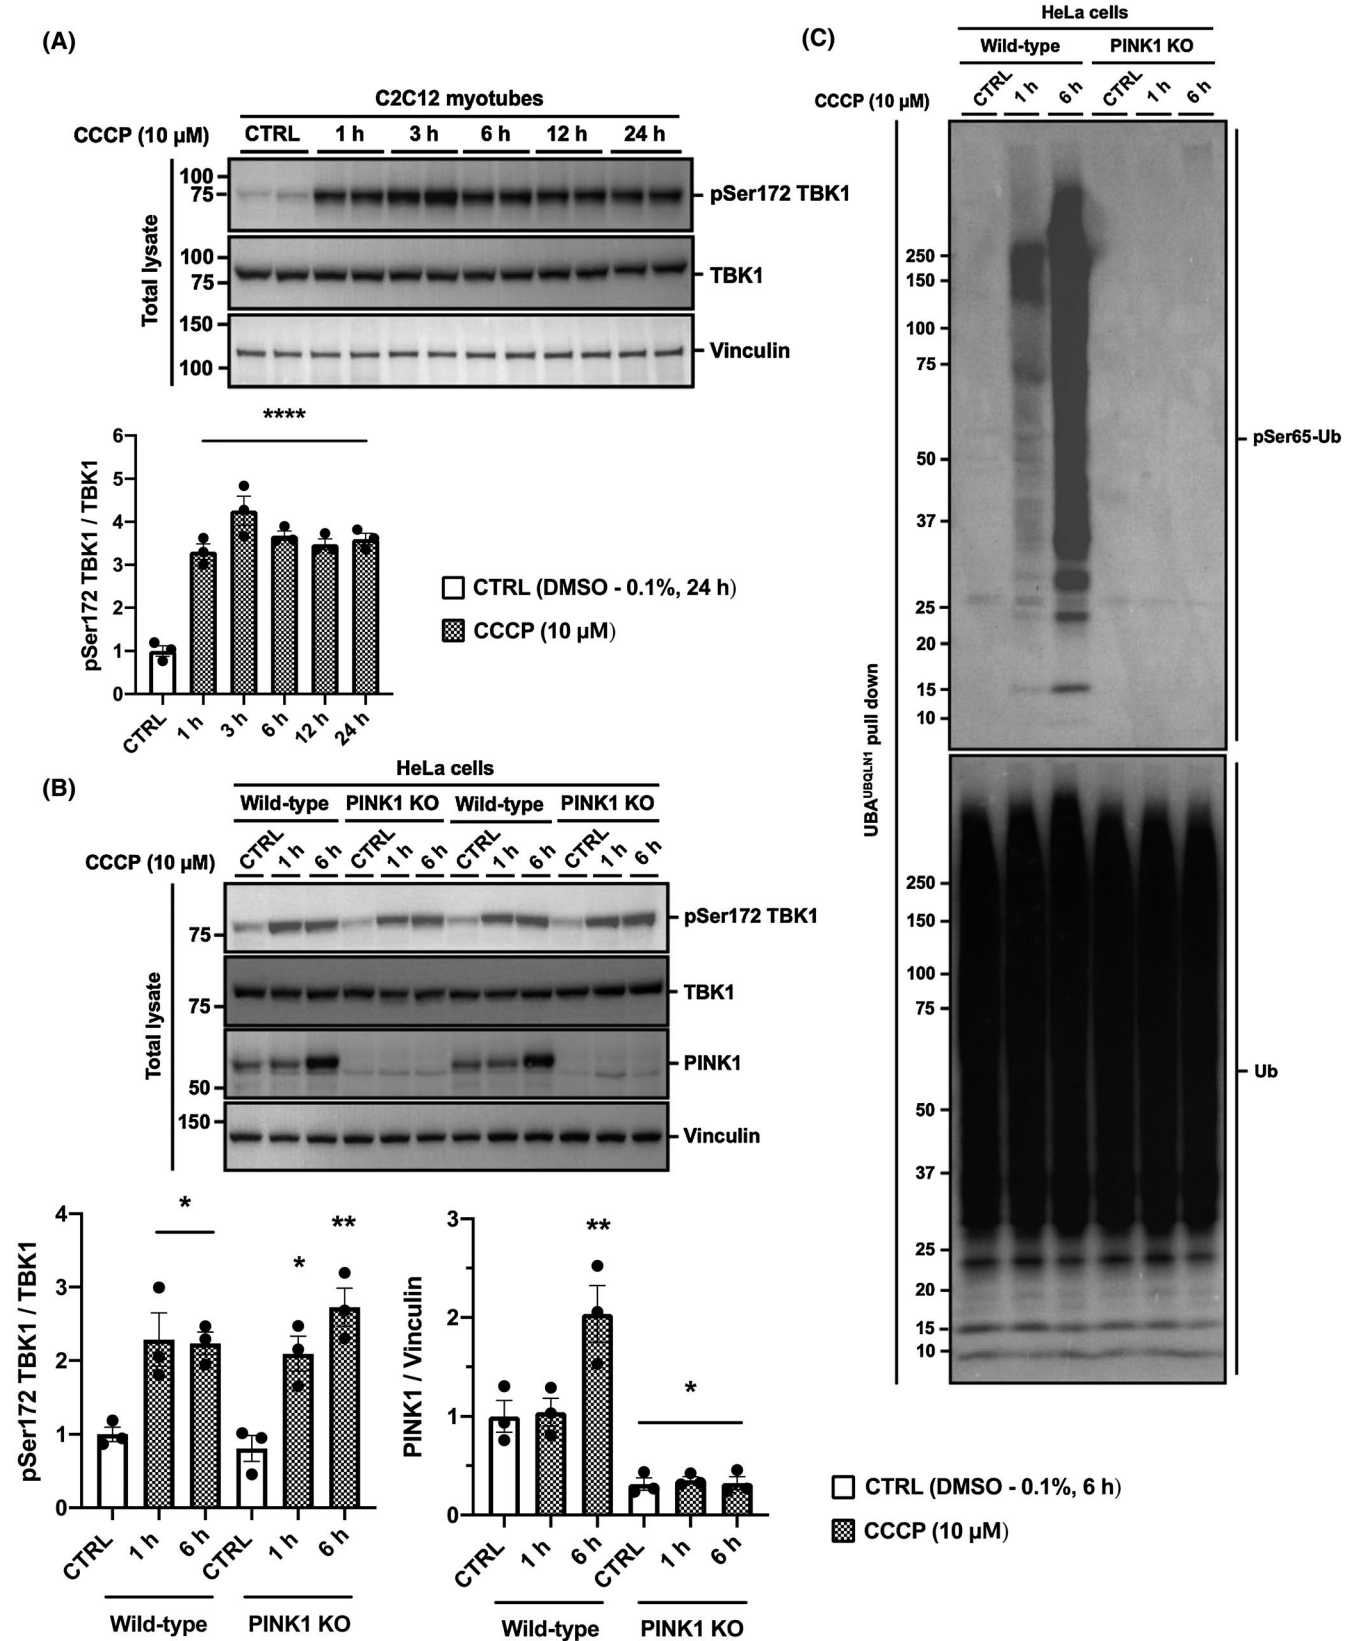 (A)
C2C12 myotubes
CCCP (10 µM) CTRL 1 h 3 h 6 h 12 h 24 h
Total lysate
100
75
pSer172 TBK1
100
75
TBK1
150
100
Vinculin
****
pSer172 TBK1 / TBK1
6
5
4
3
2
1
0
CTRL 1 h 3 h 6 h 12 h 24 h
CTRL (DMSO - 0.1%, 24 h)
CCCP (10 µM)
(B)
HeLa cells
Wild-type PINK1 KO Wild-type PINK1 KO
CCCP (10 µM) CTRL 1 h 6 h CTRL 1 h 6 h CTRL 1 h 6 h CTRL 1 h 6 h
Total lysate
75
pSer172 TBK1
75
TBK1
50
PINK1
150
Vinculin
pSer172 TBK1 / TBK1
4
3
2
1
0
* * **
CTRL 1 h 6 h CTRL 1 h 6 h
Wild-type PINK1 KO
PINK1 / Vinculin
3
2
1
0
** *
CTRL 1 h 6 h CTRL 1 h 6 h
Wild-type PINK1 KO
CTRL (DMSO - 0.1%, 6 h)
CCCP (10 µM)
(C)
HeLa cells
Wild-type PINK1 KO
CCCP (10 µM) CTRL 1 h 6 h CTRL 1 h 6 h
UBAUBQLN1 pull down
250
150
100
75
50
37
25
20
15
10
pSer65-Ub
250
150
100
75
50
37
25
20
15
10
Ub